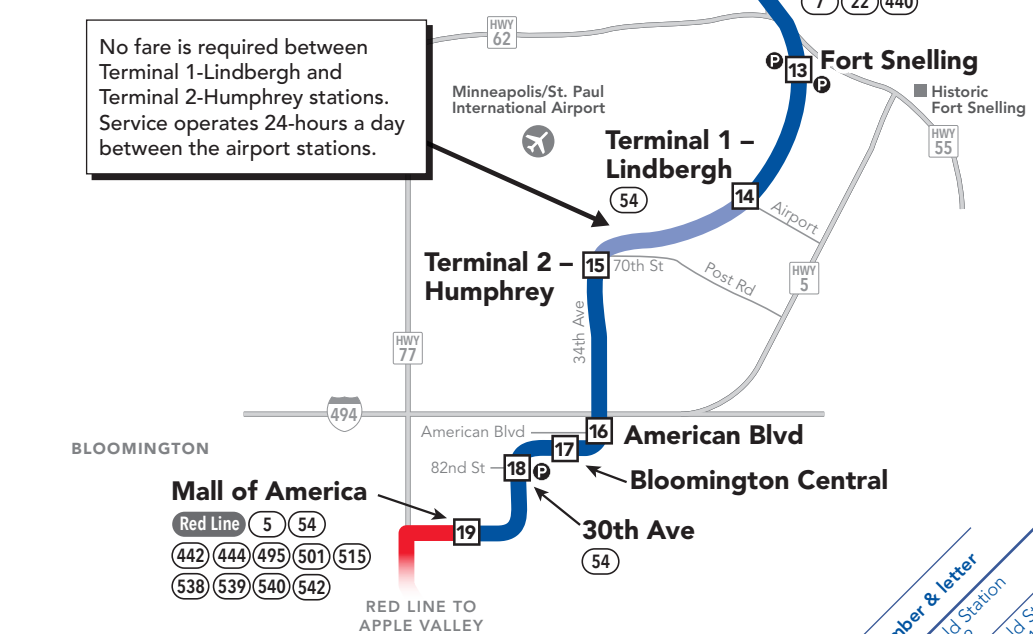 7 22 440
HWY
62
No fare is required between
Terminal 1-Lindbergh and
Terminal 2-Humphrey stations.
Service operates 24-hours a day
between the airport stations.
P 13 Fort Snelling
P
Minneapolis/St. Paul
International Airport
Historic
Fort Snelling
HWY
55
Terminal 1 –
Lindbergh
54
14
Airport
Terminal 2 –
Humphrey
15
70th St
Post Rd
HWY
5
34th Ave
HWY
77
494
American Blvd
16 American Blvd
BLOOMINGTON
17
82nd St
18 P
Bloomington Central
Mall of America
Red Line 5 54
442 444 495 501 515
538 539 540 542
19
30th Ave
54
RED LINE TO
APPLE VALLEY
& letter
Station